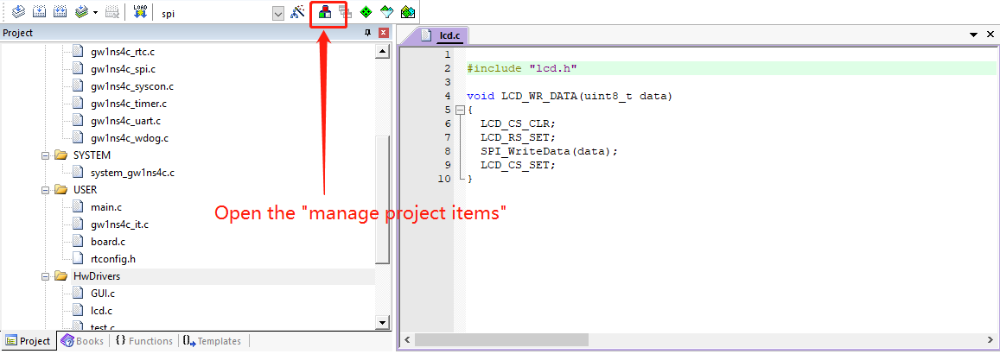 LOAD
spi
Project
gw1ns4c_rtc.c
gw1ns4c_spi.c
gw1ns4c_syscon.c
gw1ns4c_timer.c
gw1ns4c_uart.c
gw1ns4c_wdog.c
SYSTEM
system_gw1ns4c.c
USER
main.c
gw1ns4c_it.c
board.c
rtconfig.h
HwDrivers
GUI.c
lcd.c
test.c
Project Books {} Functions 0 Templates
Open the "manage project items"
lcd.c
1
2 #include "lcd.h"
3
4 void LCD_WR_DATA(uint8_t data)
5 {
6 LCD_CS_CLR;
7 LCD_RS_SET;
8 SPI_WriteData(data);
9 LCD_CS_SET;
10 }